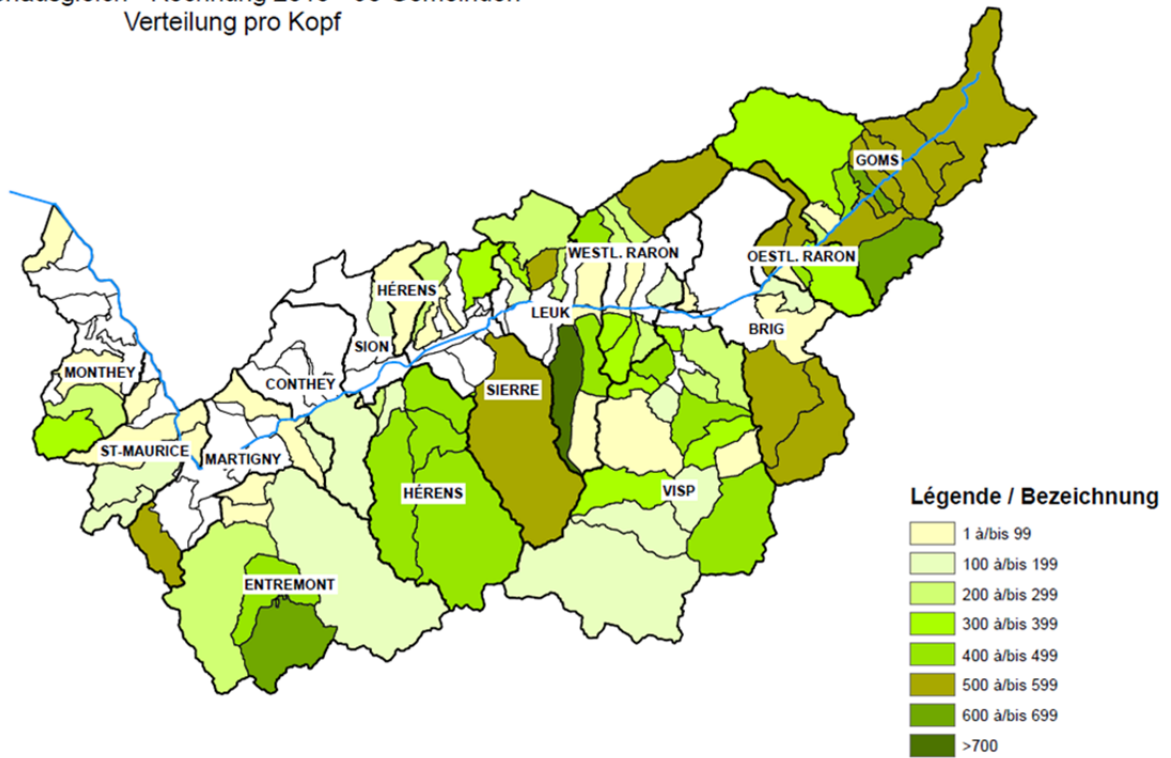 Verteilung pro Kopf
GOMS
WESTL. RARON
OESTL. RARON
HÉRENS
LEUK
BRIG
SION
MONTHEY
CONTHEY
SIERRE
ST-MAURICE
MARTIGNY
HÉRENS
VISP
ENTREMONT
Légende / Bezeichnung
1 à/bis 99
100 à/bis 199
200 à/bis 299
300 à/bis 399
400 à/bis 499
500 à/bis 599
600 à/bis 699
>700